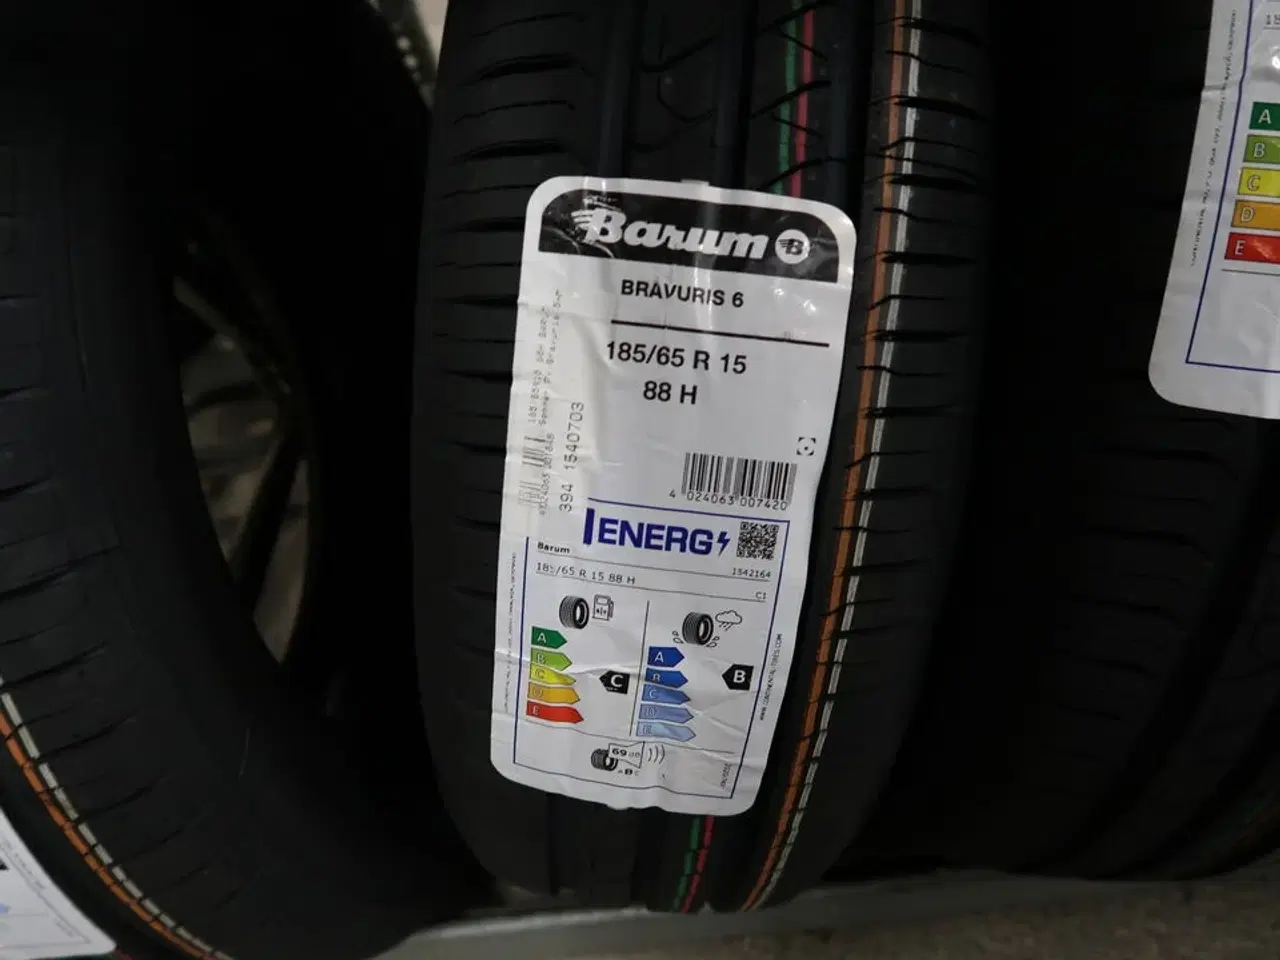 Barum B
BRAVURIS 6
185/65 R 15
88 H
394 1540703
4 024063 007420
ENERG
Barum
1542164
185/65 R 15 88 H
C1
A
B
C
D
E
C
A
B
C
D
E
B
69 dB
B
A
B
C
D
E